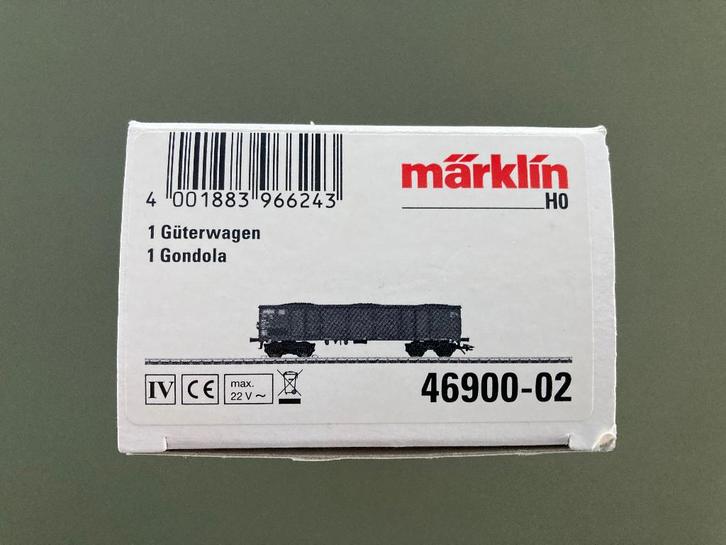 märklin
H0
4 001883 966243
1 Güterwagen
1 Gondola
IV CE max. 22 V ~
46900-02